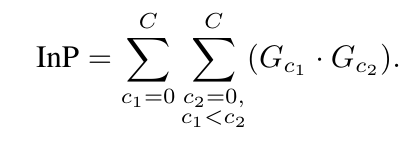 InP = \sum_{c_1=0}^{C} \sum_{\substack{c_2=0, \\ c_1<c_2}}^{C} (G_{c_1} \cdot G_{c_2}).